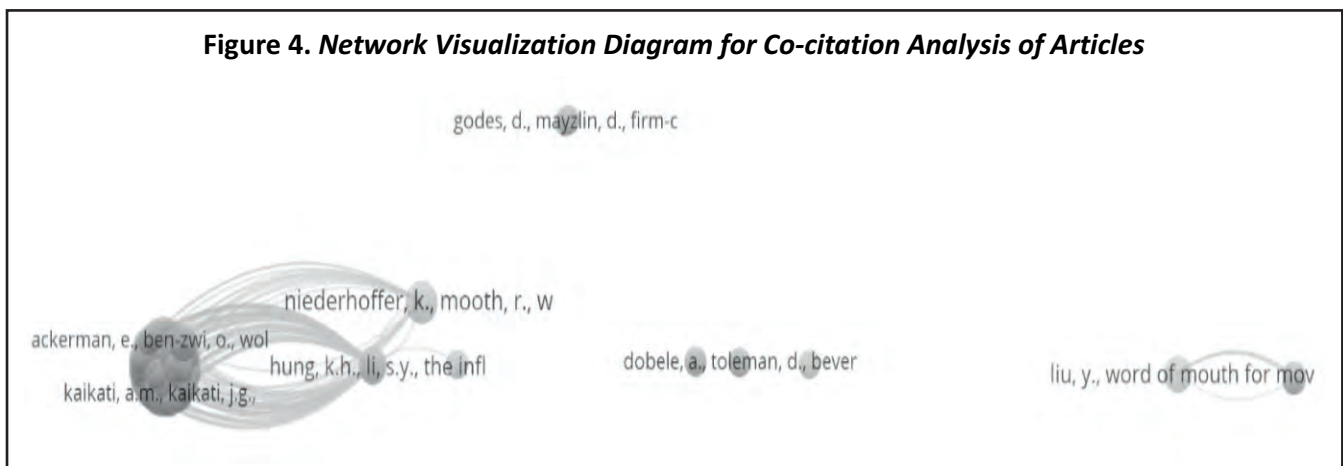 Figure 4. Network Visualization Diagram for Co-citation Analysis of Articles
godes, d., mayzlin, d., firm-c
niederhoffer, k., mooth, r., w
ackerman, e., ben-zwi, o., wol
hung, k.h., li, s.y., the infl
dobele, a., toleman, d., bever
liu, y., word of mouth for mov
kaikati, a.m., kaikati, j.g.,